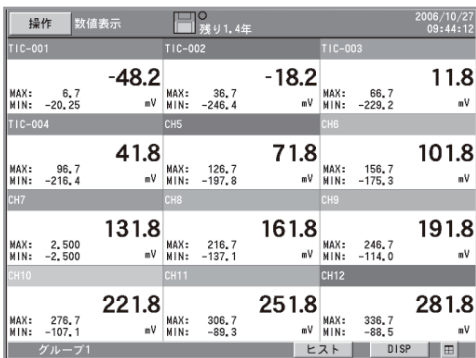 操作 数値表示 残り1.4年 2006/10/27 09:44:12
TIC-001 TIC-002 TIC-003
-48.2 -18.2 11.8
MAX: 6.7 MAX: 36.7 MAX: 66.7
MIN: -20.25 mV MIN: -246.4 mV MIN: -229.2 mV
TIC-004 CH5 CH6
41.8 71.8 101.8
MAX: 96.7 MAX: 126.7 MAX: 156.7
MIN: -216.4 mV MIN: -197.8 mV MIN: -175.3 mV
CH7 CH8 CH9
131.8 161.8 191.8
MAX: 2.500 MAX: 216.7 MAX: 246.7
MIN: -2.500 mV MIN: -137.1 mV MIN: -114.0 mV
CH10 CH11 CH12
221.8 251.8 281.8
MAX: 276.7 MAX: 306.7 MAX: 336.7
MIN: -107.1 mV MIN: -89.3 mV MIN: -88.5 mV
グループ1 ヒスト DISP